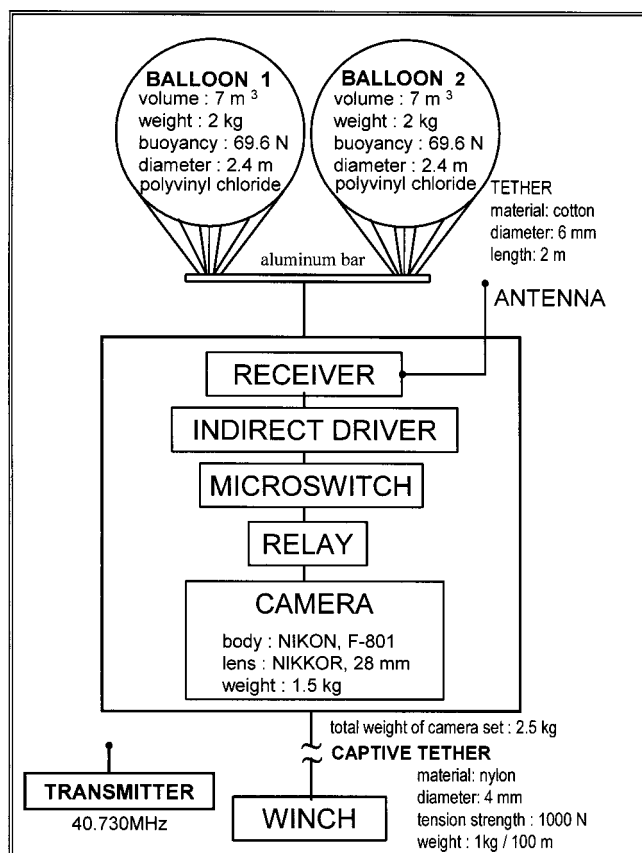 BALLOON 1
volume : 7 m ³
weight : 2 kg
buoyancy : 69.6 N
diameter : 2.4 m
polyvinyl chloride
BALLOON 2
volume : 7 m ³
weight : 2 kg
buoyancy : 69.6 N
diameter : 2.4 m
polyvinyl chloride
TETHER
material: cotton
diameter: 6 mm
length: 2 m
aluminum bar
ANTENNA
RECEIVER
INDIRECT DRIVER
MICROSWITCH
RELAY
CAMERA
body : NIKON, F-801
lens : NIKKOR, 28 mm
weight : 1.5 kg
total weight of camera set : 2.5 kg
CAPTIVE TETHER
material: nylon
diameter: 4 mm
tension strength : 1000 N
weight : 1kg / 100 m
TRANSMITTER
40.730MHz
WINCH